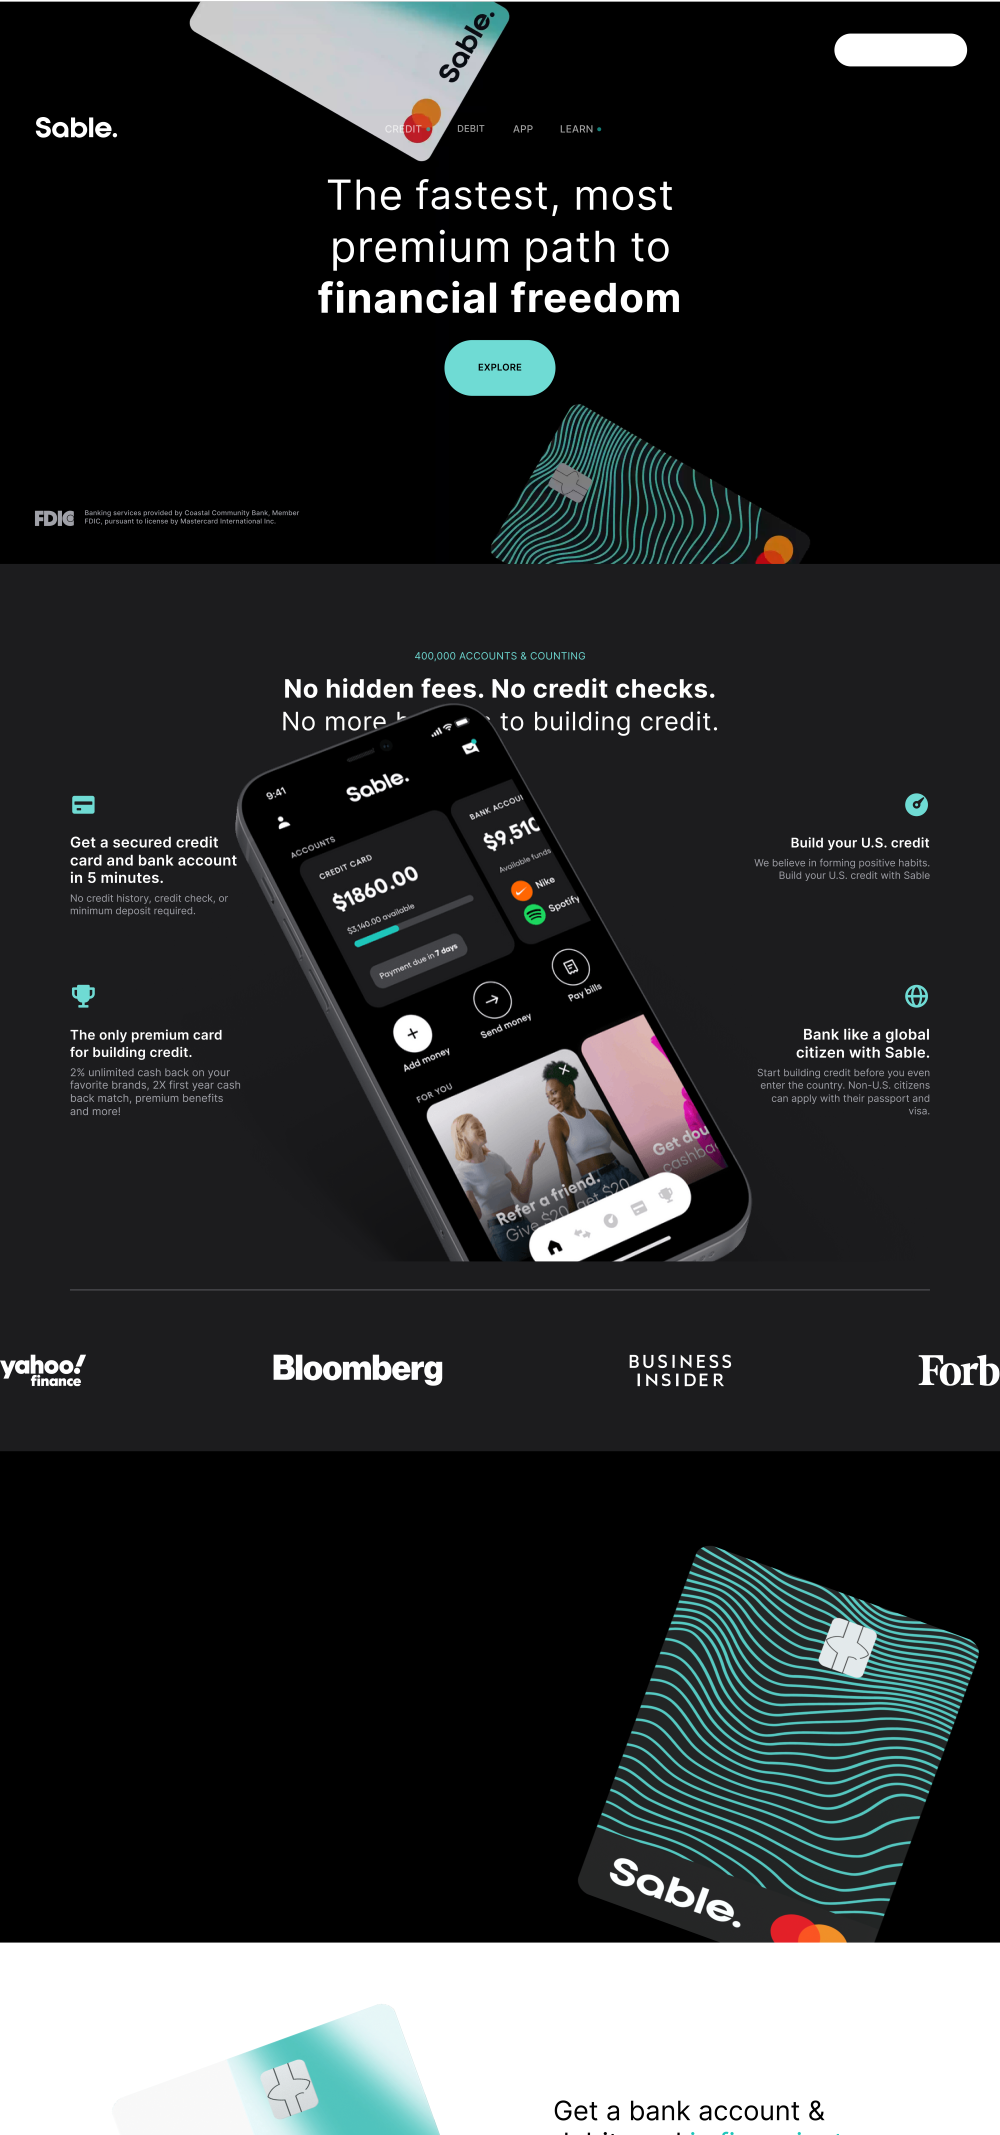 Sable.
Sable.
CREDIT
DEBIT
APP
LEARN
The fastest, most
premium path to
financial freedom
EXPLORE
FDIC
Banking services provided by Coastal Community Bank, Member
FDIC, pursuant to license by Mastercard International Inc.
400,000 ACCOUNTS & COUNTING
No hidden fees. No credit checks.
No more to building credit.
Get a secured credit
card and bank account
in 5 minutes.
No credit history, credit check, or
minimum deposit required.
The only premium card
for building credit.
2% unlimited cash back on your
favorite brands, 2X first year cash
back match, premium benefits
and more!
9:41
Sable.
ACCOUNTS
CREDIT CARD
$1860.00
$3,140.00 available
Payment due in 7 days
BANK ACCOU
$9,510
Available funds
Nike
Spotify
Add money
Send money
Pay bills
FOR YOU
Refer a friend.
Give $20, get $20
Get dou
cashba
Build your U.S. credit
We believe in forming positive habits.
Build your U.S. credit with Sable
Bank like a global
citizen with Sable.
Start building credit before you even
enter the country. Non-U.S. citizens
can apply with their passport and
visa.
yahoo!
finance
Bloomberg
BUSINESS
INSIDER
Forb
Sable.
Get a bank account &